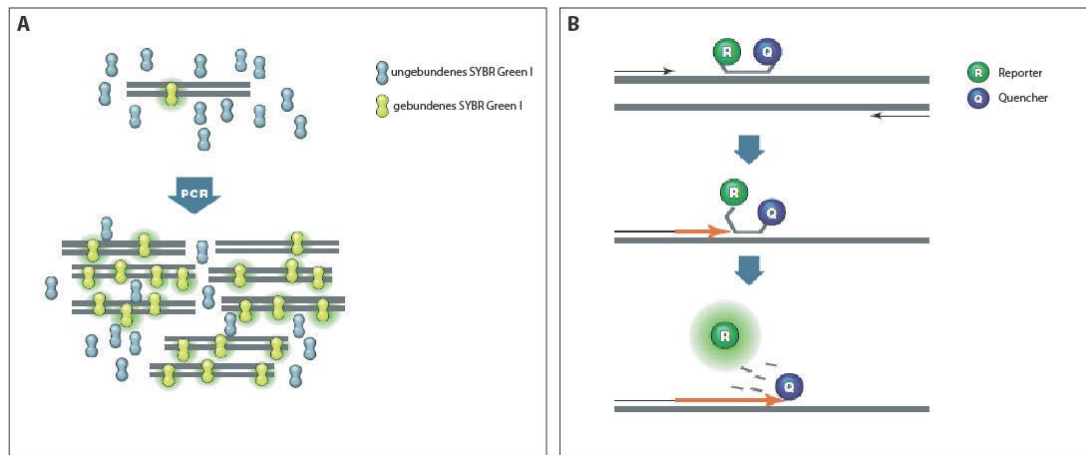 A
ungebundenes SYBR Green I
gebundenes SYBR Green I
PCR
B
R Q
R Reporter
Q Quencher
R
Q
R
Q